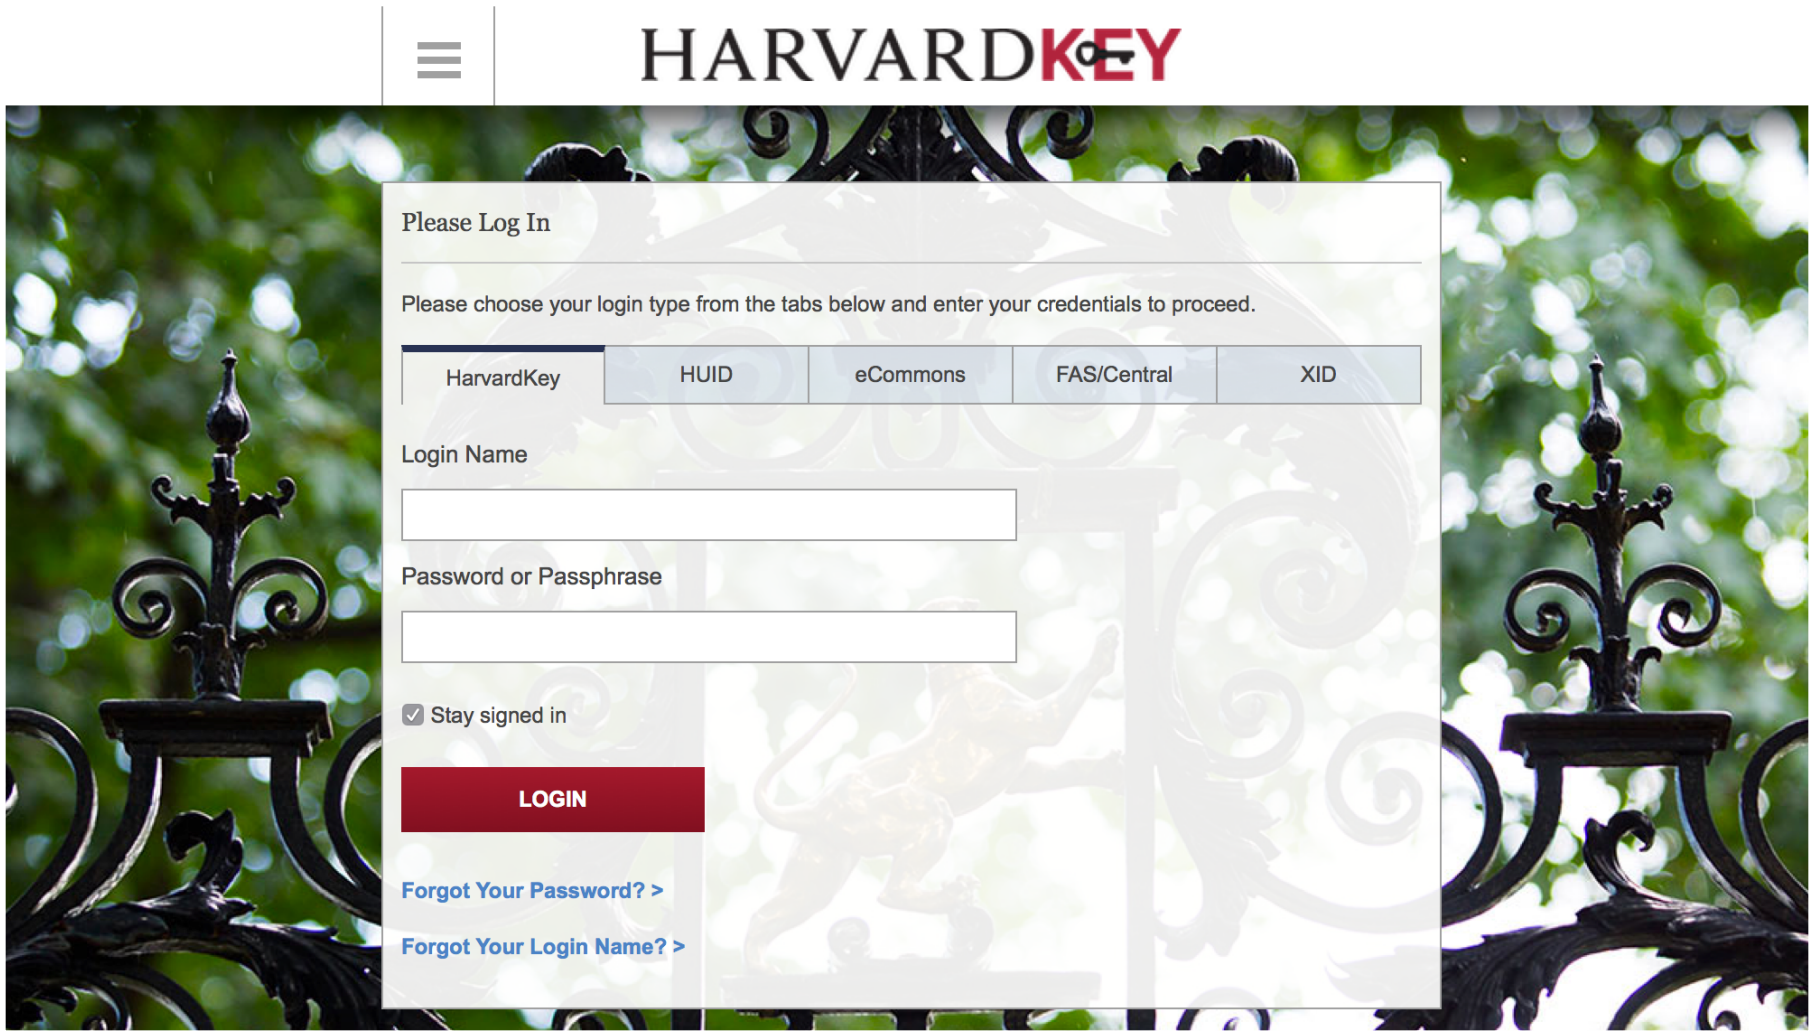 HARVARDKEY
Please Log In
Please choose your login type from the tabs below and enter your credentials to proceed.
HarvardKey HUID eCommons FAS/Central XID
Login Name
Password or Passphrase
Stay signed in
LOGIN
Forgot Your Password? >
Forgot Your Login Name? >